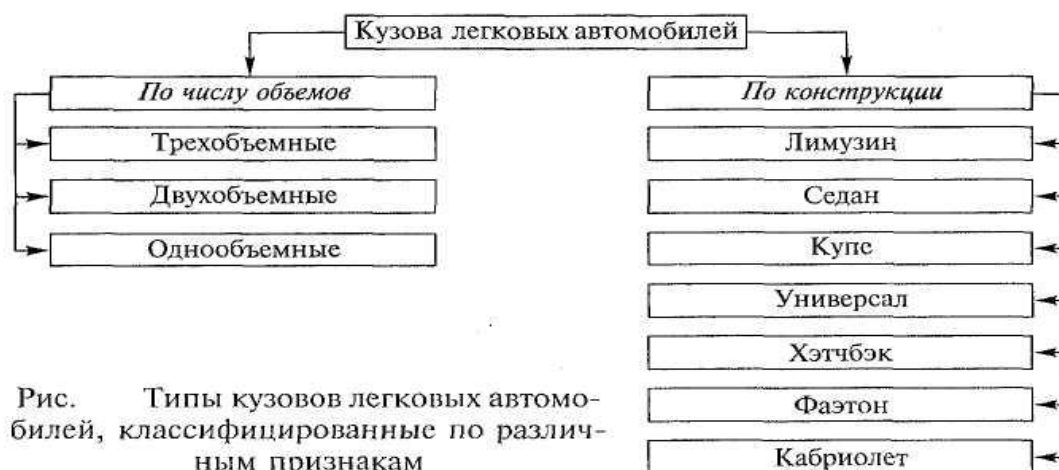 Кузова легковых автомобилей
По числу объемов
Трехобъемные
Двухобъемные
Однообъемные
По конструкции
Лимузин
Седан
Купе
Универсал
Хэтчбэк
Фаэтон
Кабриолет
Рис. Типы кузовов легковых автомо-
билей, классифицированные по различ-
ным признакам